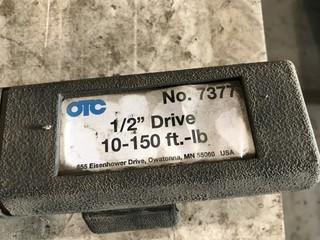 OTC
No. 7377
1/2" Drive
10-150 ft.-lb
655 Eisenhower Drive, Owatonna, MN 55060 USA